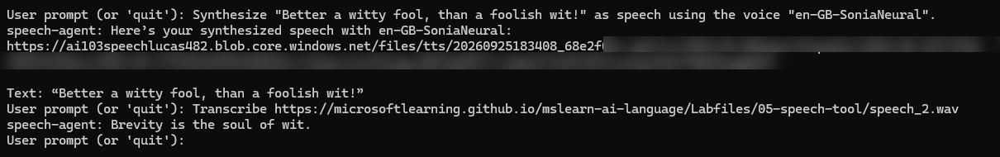 User prompt (or 'quit'): Synthesize "Better a witty fool, than a foolish wit!" as speech using the voice "en-GB-SoniaNeural".
speech-agent: Here’s your synthesized speech with en-GB-SoniaNeural:
https://ai103speechlucas482.blob.core.windows.net/files/tts/20260925183408_68e2f
Text: “Better a witty fool, than a foolish wit!”
User prompt (or 'quit'): Transcribe https://microsoftlearning.github.io/mslearn-ai-language/Labfiles/05-speech-tool/speech_2.wav
speech-agent: Brevity is the soul of wit.
User prompt (or 'quit'):